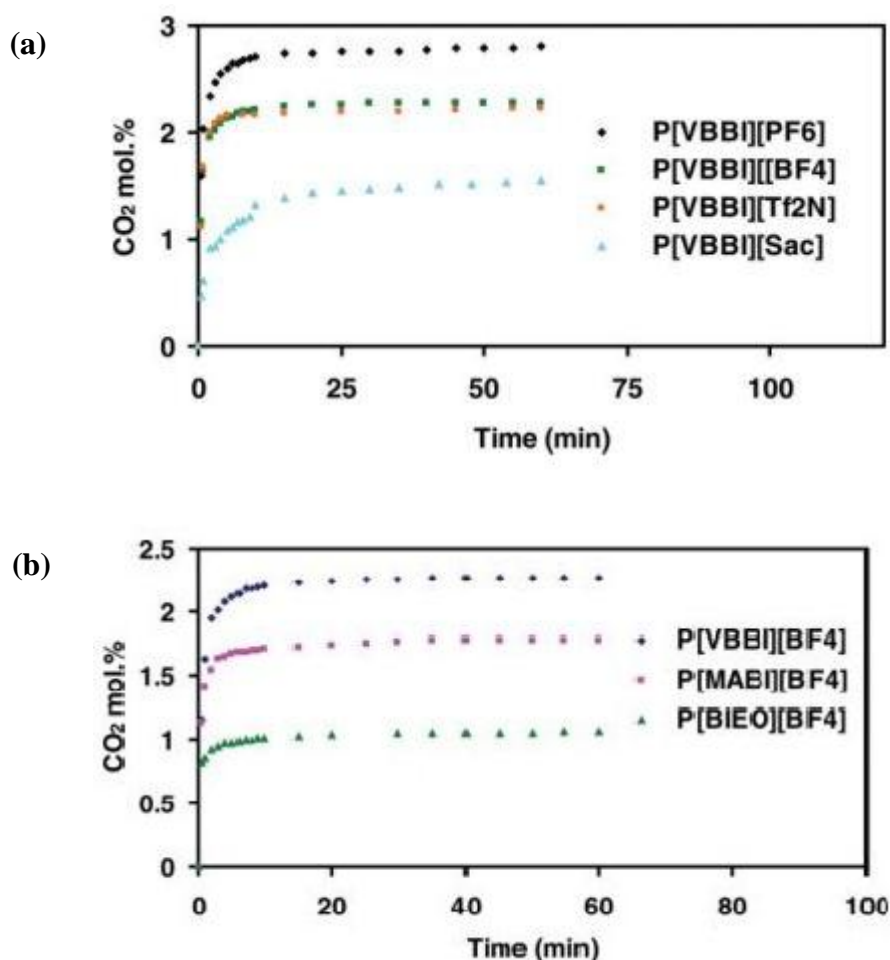 (a)
3
2
1
0
CO₂ mol.%
P[VBBI][PF6]
P[VBBI][[BF4]
P[VBBI][Tf2N]
P[VBBI][Sac]
0 25 50 75 100
Time (min)
(b)
2.5
2
1.5
1
0.5
0
CO₂ mol.%
P[VBBI][BF4]
P[MABI][BF4]
P[BIEO][BF4]
0 20 40 60 80 100
Time (min)